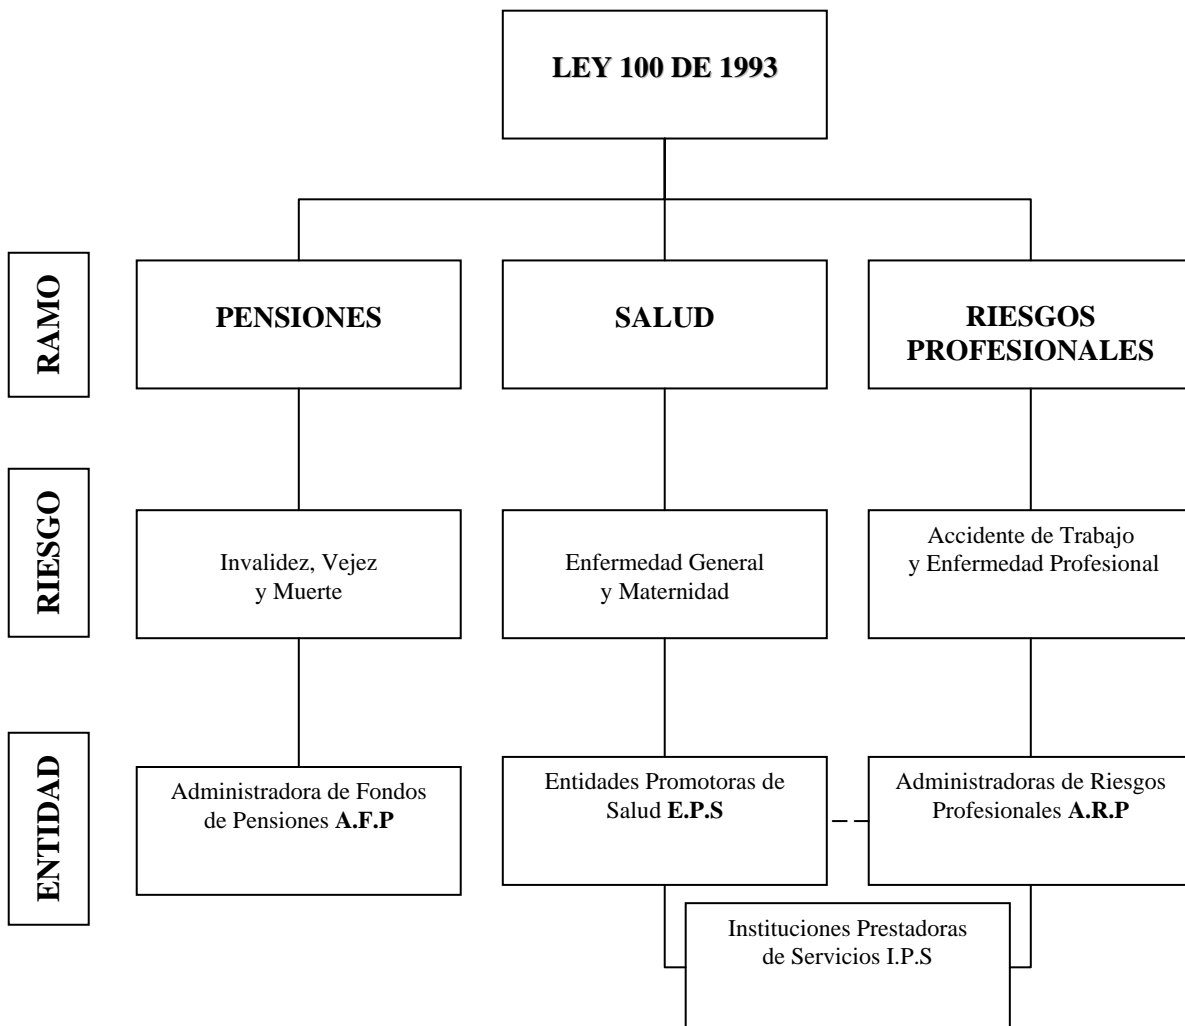 LEY 100 DE 1993
RAMO
PENSIONES
SALUD
RIESGOS
PROFESIONALES
RIESGO
Invalidez, Vejez
y Muerte
Enfermedad General
y Maternidad
Accidente de Trabajo
y Enfermedad Profesional
ENTIDAD
Administradora de Fondos
de Pensiones A.F.P
Entidades Promotoras de
Salud E.P.S
Administradoras de Riesgos
Profesionales A.R.P
Instituciones Prestadoras
de Servicios I.P.S